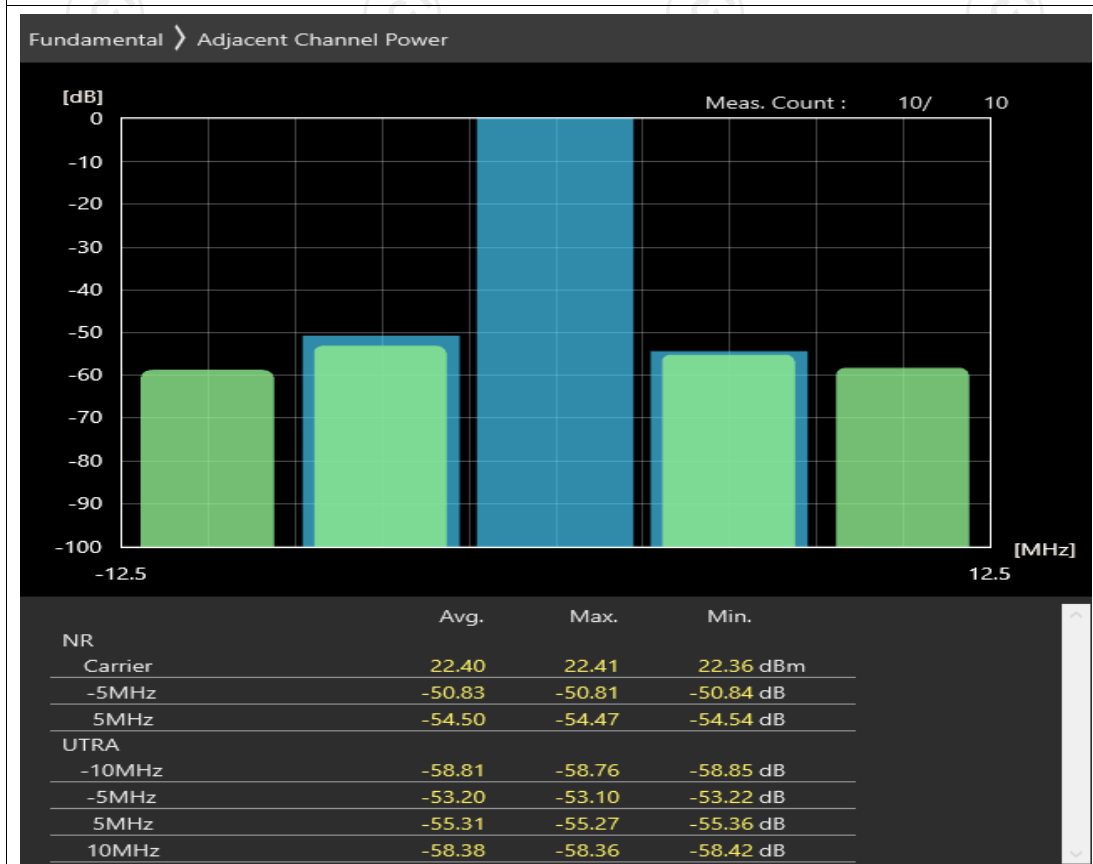 Fundamental 〉 Adjacent Channel Power
[dB]
Meas. Count : 10/ 10
0
-10
-20
-30
-40
-50
-60
-70
-80
-90
-100
[MHz]
-12.5 12.5
Avg. Max. Min.
NR
Carrier 22.40 22.41 22.36 dBm
-5MHz -50.83 -50.81 -50.84 dB
5MHz -54.50 -54.47 -54.54 dB
UTRA
-10MHz -58.81 -58.76 -58.85 dB
-5MHz -53.20 -53.10 -53.22 dB
5MHz -55.31 -55.27 -55.36 dB
10MHz -58.38 -58.36 -58.42 dB